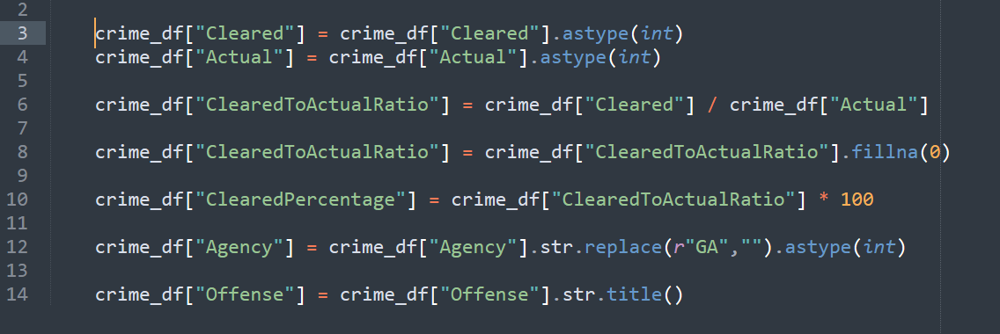 2
3 crime_df["Cleared"] = crime_df["Cleared"].astype(int)
4 crime_df["Actual"] = crime_df["Actual"].astype(int)
5
6 crime_df["ClearedToActualRatio"] = crime_df["Cleared"] / crime_df["Actual"]
7
8 crime_df["ClearedToActualRatio"] = crime_df["ClearedToActualRatio"].fillna(0)
9
10 crime_df["ClearedPercentage"] = crime_df["ClearedToActualRatio"] * 100
11
12 crime_df["Agency"] = crime_df["Agency"].str.replace(r"GA","").astype(int)
13
14 crime_df["Offense"] = crime_df["Offense"].str.title()